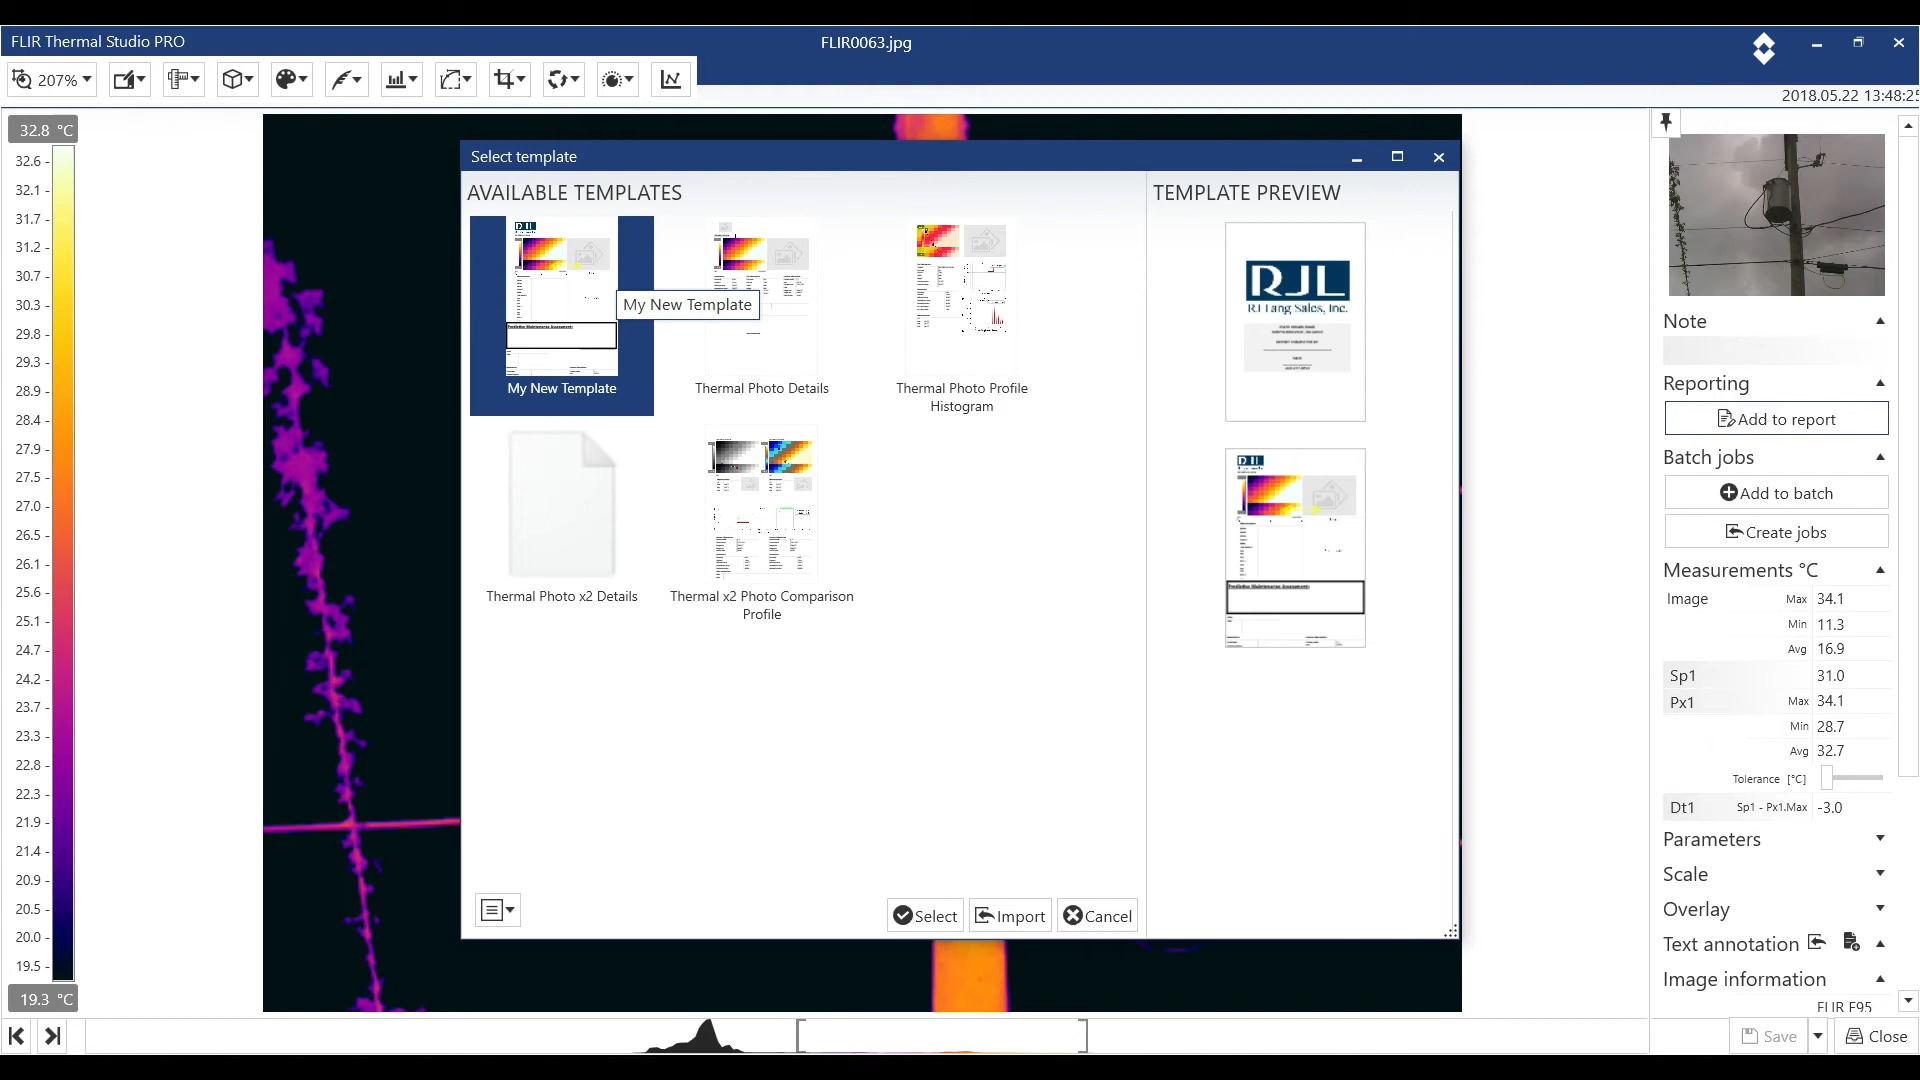 FLIR Thermal Studio PRO
FLIR0063.jpg
207%
2018.05.22 13:48:25
32.8 °C
32.6
32.1
31.7
31.2
30.7
30.3
29.8
29.3
28.9
28.4
27.9
27.5
27.0
26.5
26.1
25.6
25.1
24.7
24.2
23.7
23.3
22.8
22.3
21.9
21.4
20.9
20.5
20.0
19.5
19.3 °C
Select template
AVAILABLE TEMPLATES
My New Template
My New Template
Thermal Photo Details
Thermal Photo Profile
Histogram
Thermal Photo x2 Details
Thermal x2 Photo Comparison
Profile
Select
Import
Cancel
TEMPLATE PREVIEW
RJL
Predictive Maintenance Assessment:
Note
Reporting
Add to report
Batch jobs
Add to batch
Create jobs
Measurements °C
Image Max 34.1
Min 11.3
Avg 16.9
Sp1 31.0
Px1 Max 34.1
Min 28.7
Avg 32.7
Tolerance [°C]
Dt1 Sp1 - Px1.Max -3.0
Parameters
Scale
Overlay
Text annotation
Image information
FLIR E95
Save
Close